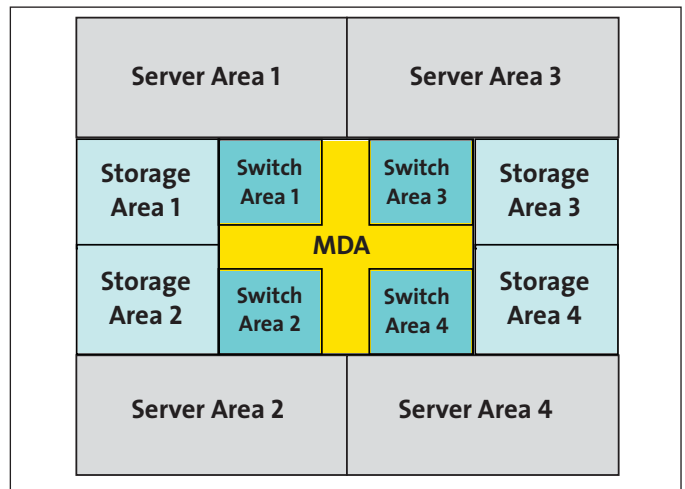 Server Area 1
Server Area 3
Storage
Area 1
Switch
Area 1
Switch
Area 3
Storage
Area 3
MDA
Storage
Area 2
Switch
Area 2
Switch
Area 4
Storage
Area 4
Server Area 2
Server Area 4